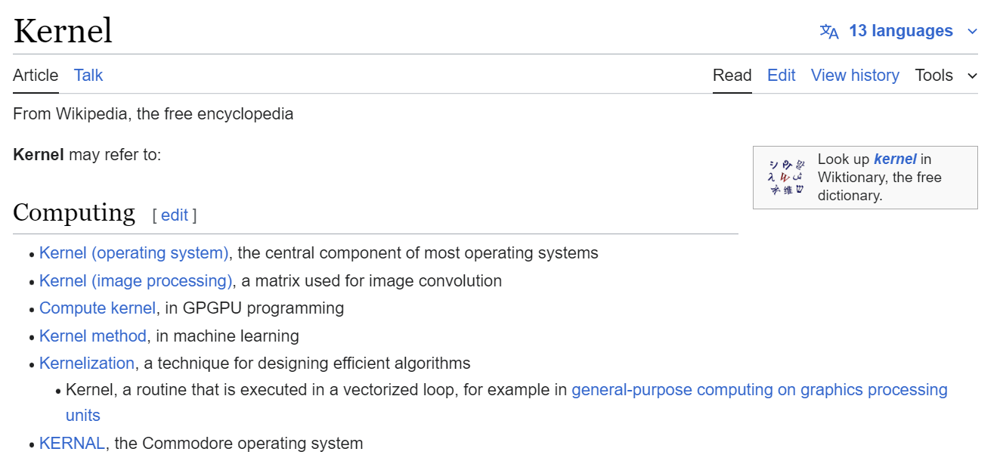 Kernel
13 languages
Article Talk Read Edit View history Tools
From Wikipedia, the free encyclopedia
Kernel may refer to:
Look up kernel in
Wiktionary, the free
dictionary.
Computing [ edit ]
• Kernel (operating system), the central component of most operating systems
• Kernel (image processing), a matrix used for image convolution
• Compute kernel, in GPGPU programming
• Kernel method, in machine learning
• Kernelization, a technique for designing efficient algorithms
• Kernel, a routine that is executed in a vectorized loop, for example in general-purpose computing on graphics processing
units
• KERNAL, the Commodore operating system